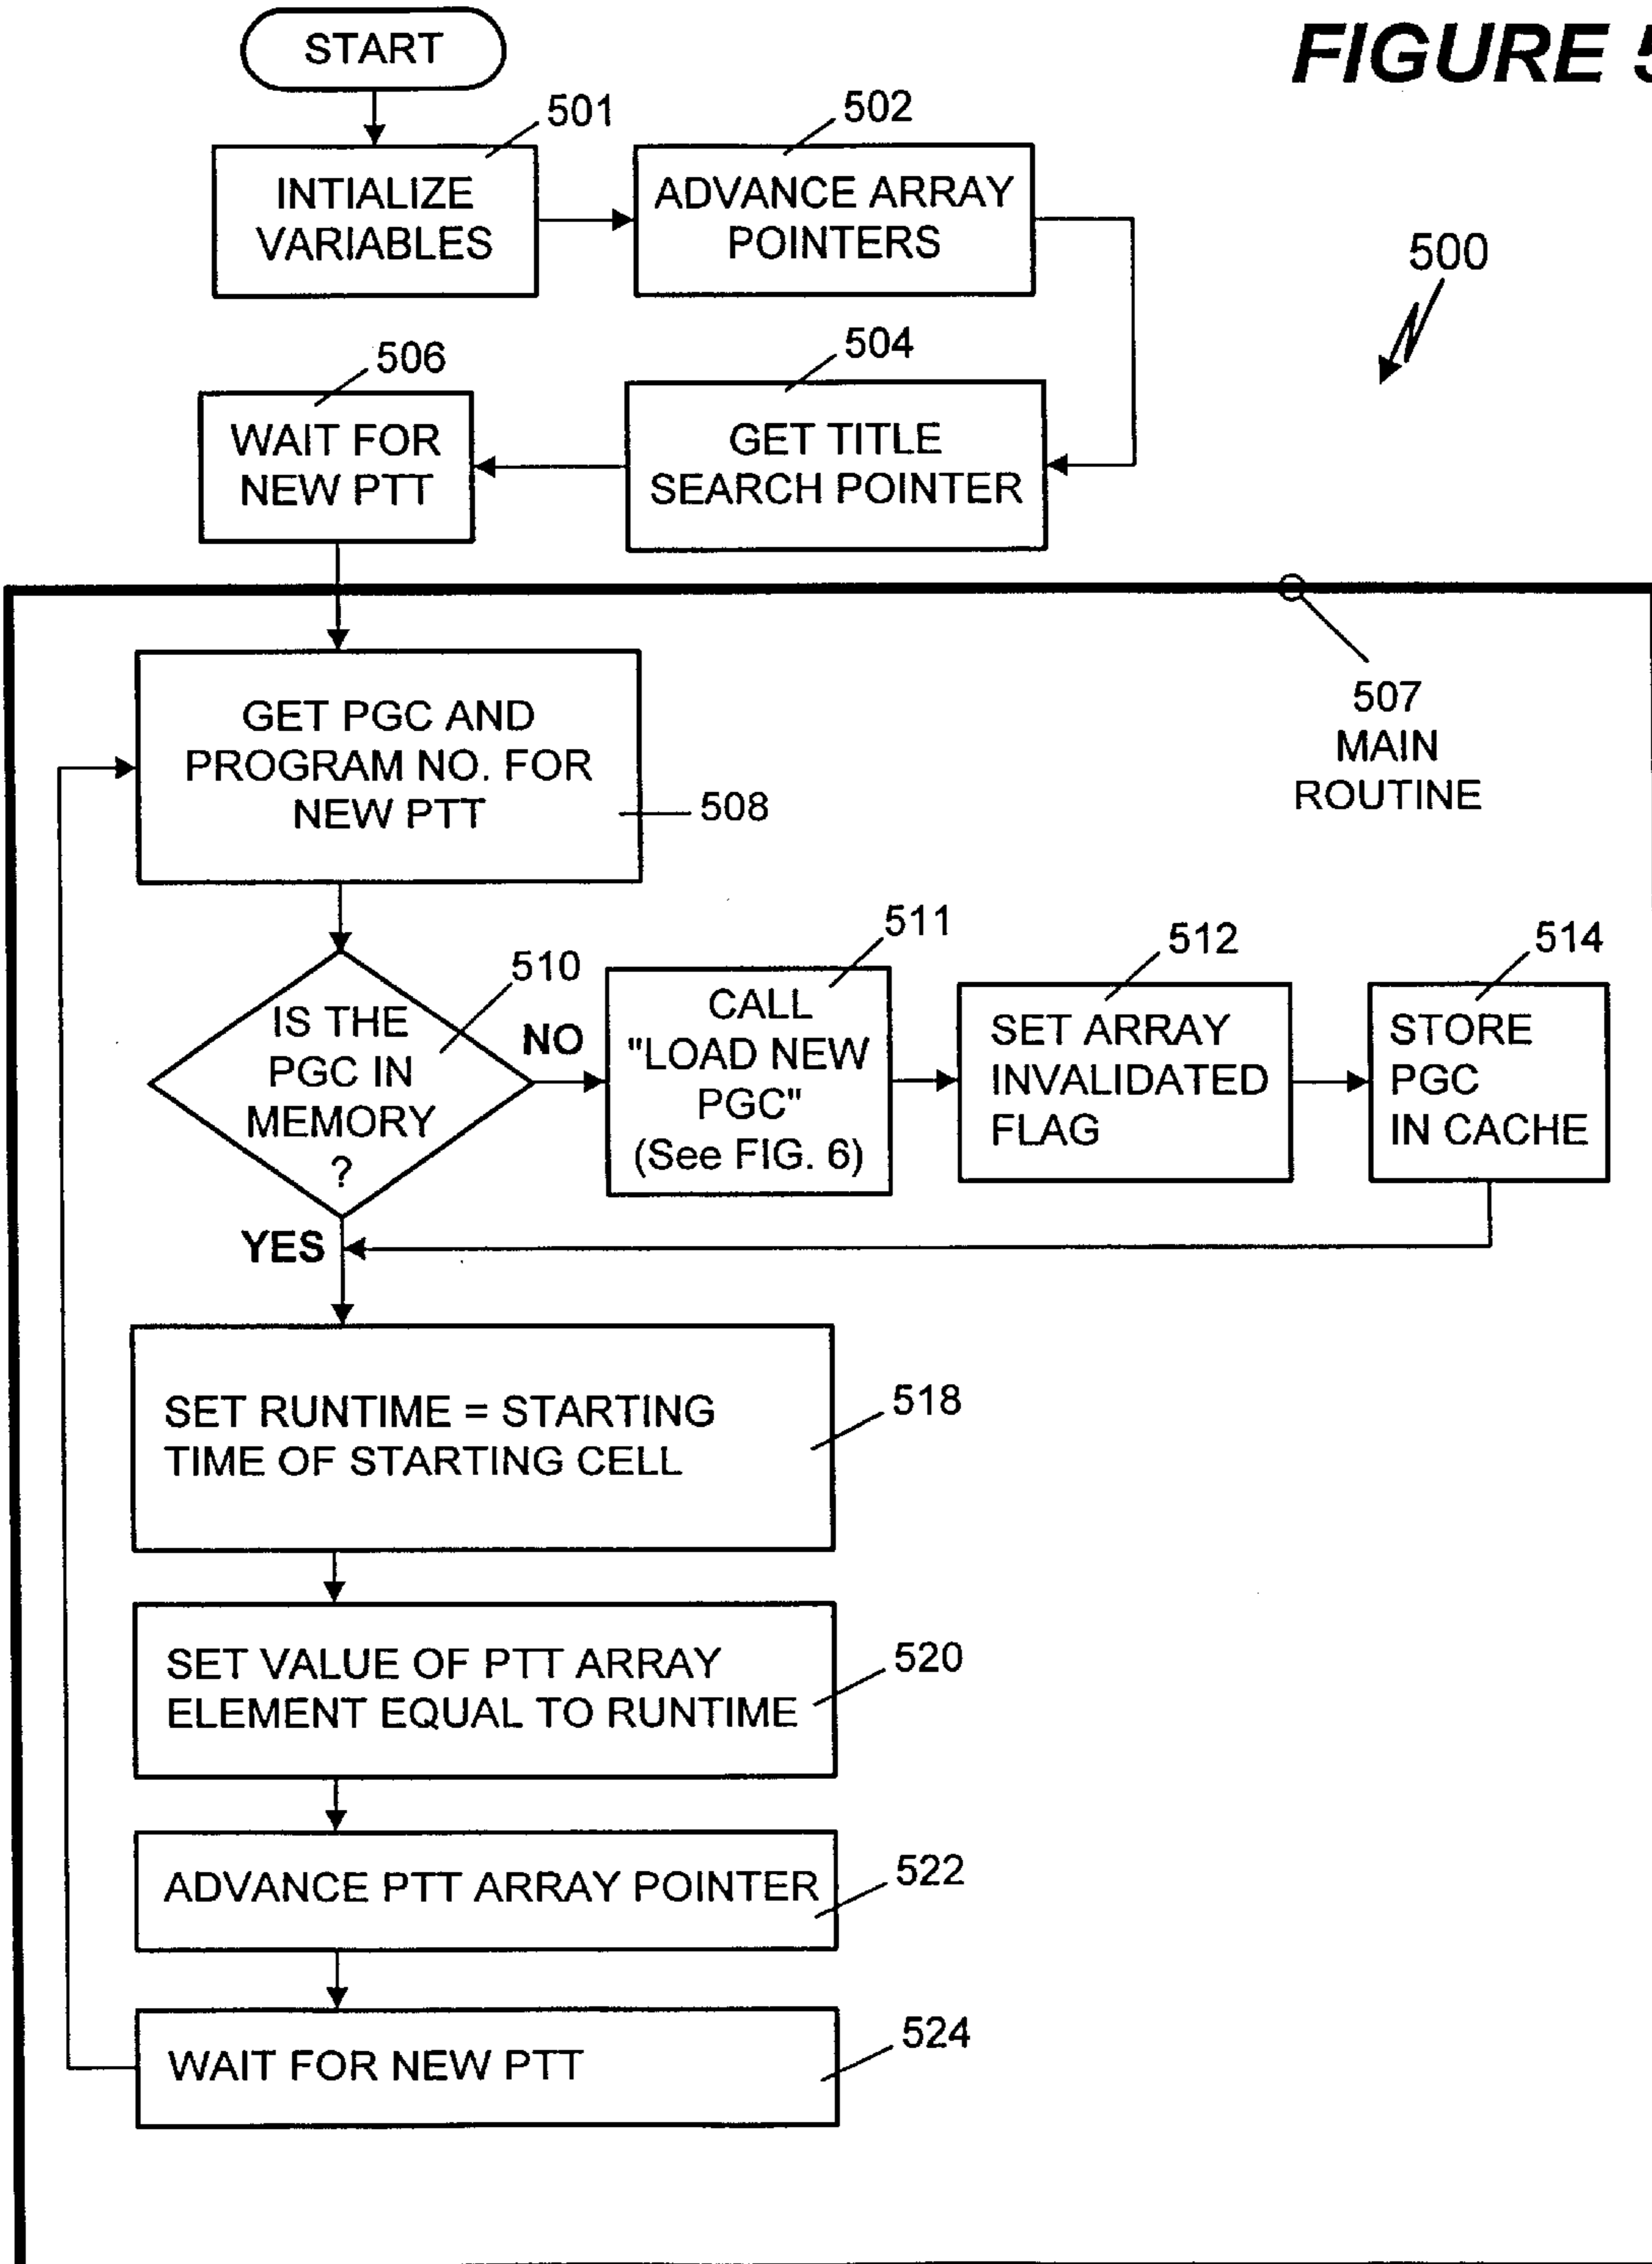 FIGURE 5
START
501
INTIALIZE
VARIABLES
502
ADVANCE ARRAY
POINTERS
500
504
GET TITLE
SEARCH POINTER
506
WAIT FOR
NEW PTT
507
MAIN
ROUTINE
GET PGC AND
PROGRAM NO. FOR
NEW PTT
508
510
IS THE
PGC IN
MEMORY
?
NO
YES
511
CALL
"LOAD NEW
PGC"
(See FIG. 6)
512
SET ARRAY
INVALIDATED
FLAG
514
STORE
PGC
IN CACHE
SET RUNTIME = STARTING
TIME OF STARTING CELL
518
SET VALUE OF PTT ARRAY
ELEMENT EQUAL TO RUNTIME
520
ADVANCE PTT ARRAY POINTER
522
WAIT FOR NEW PTT
524